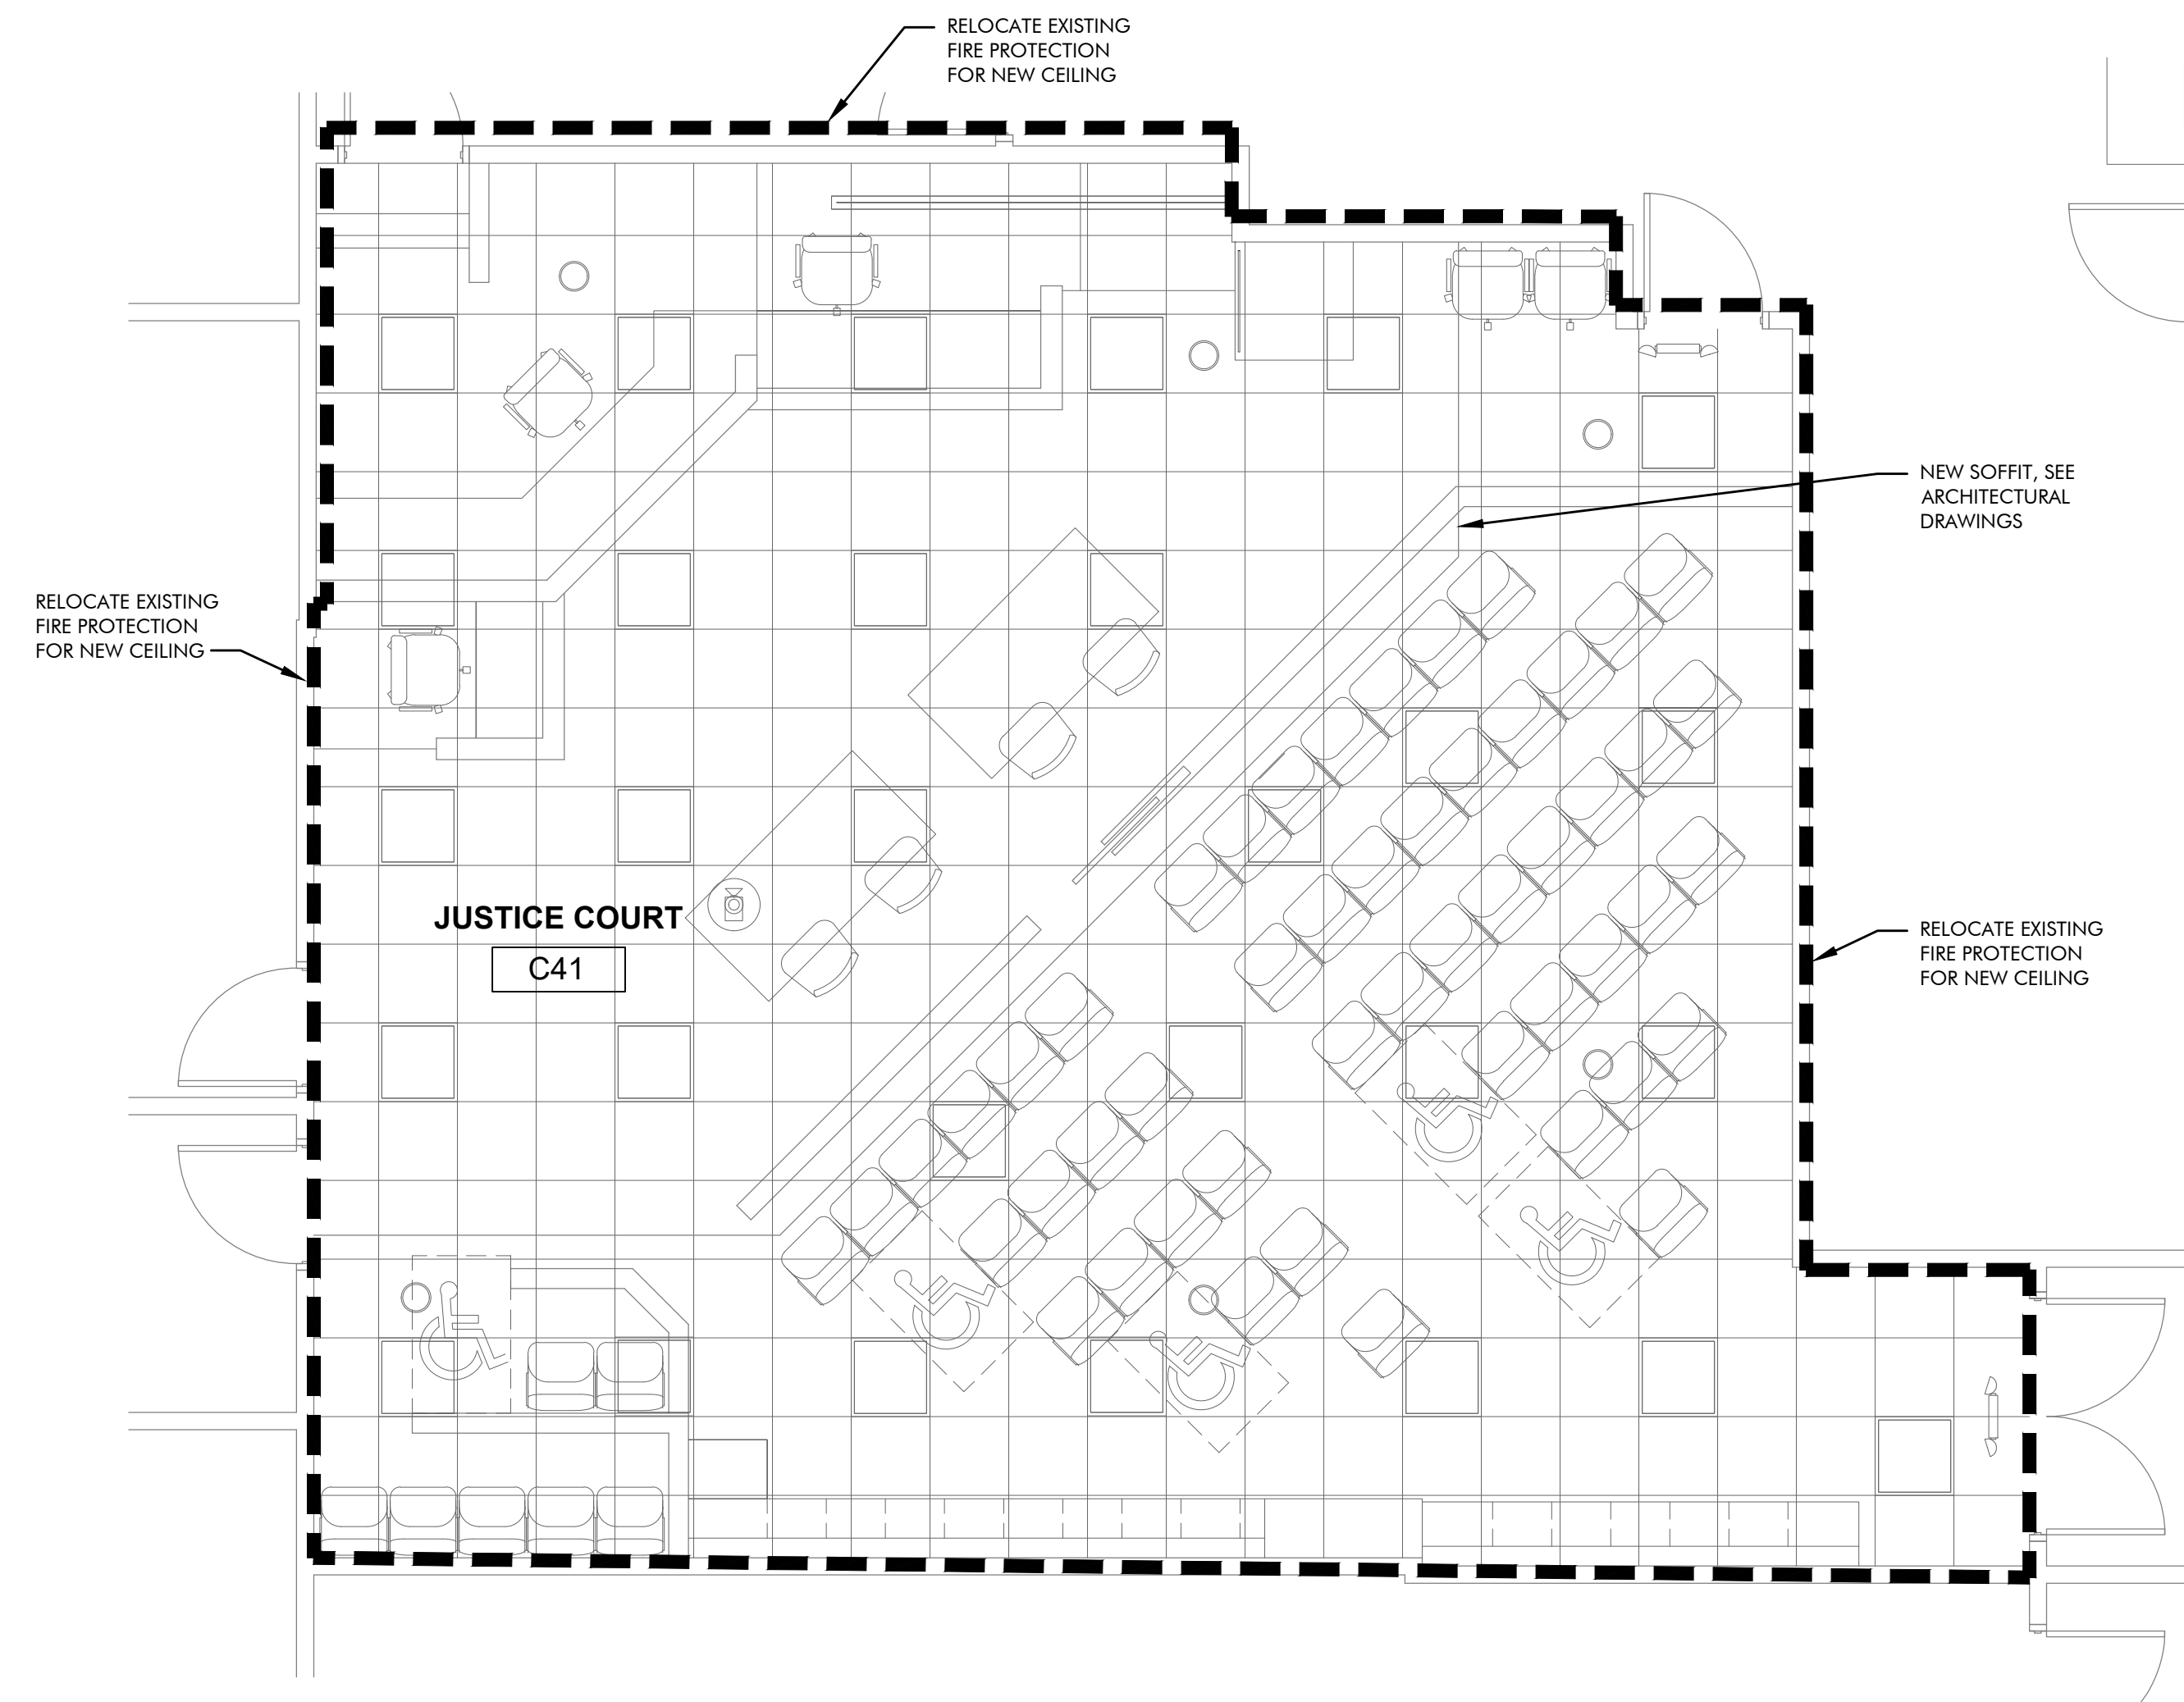 RELOCATE EXISTING
FIRE PROTECTION
FOR NEW CEILING
NEW SOFFIT, SEE
ARCHITECTURAL
DRAWINGS
RELOCATE EXISTING
FIRE PROTECTION
FOR NEW CEILING
JUSTICE COURT
C41
RELOCATE EXISTING
FIRE PROTECTION
FOR NEW CEILING